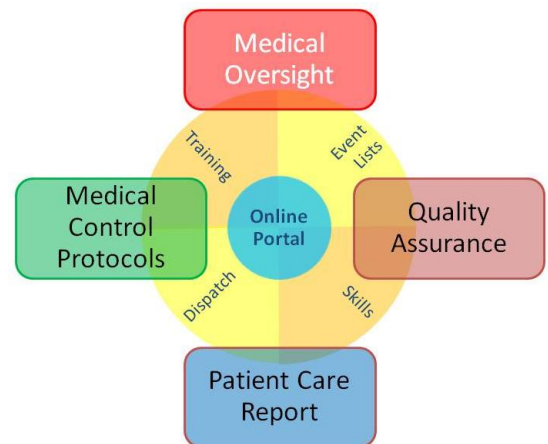 Medical
Oversight
Training
Event
Lists
Medical
Control
Protocols
Online
Portal
Quality
Assurance
Dispatch
Skills
Patient Care
Report